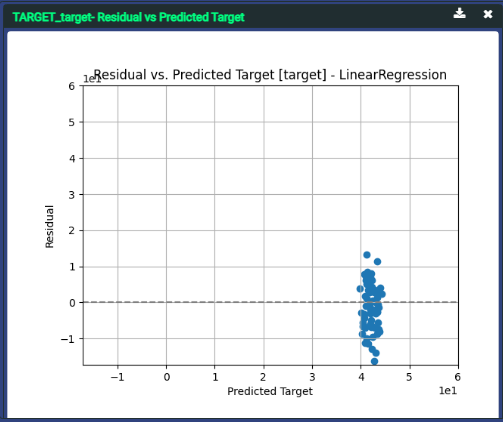 TARGET_target- Residual vs Predicted Target
1e1
Residual vs. Predicted Target [target] - LinearRegression
6
5
4
3
2
1
0
−1
Residual
−1 0 1 2 3 4 5 6
Predicted Target
1e1